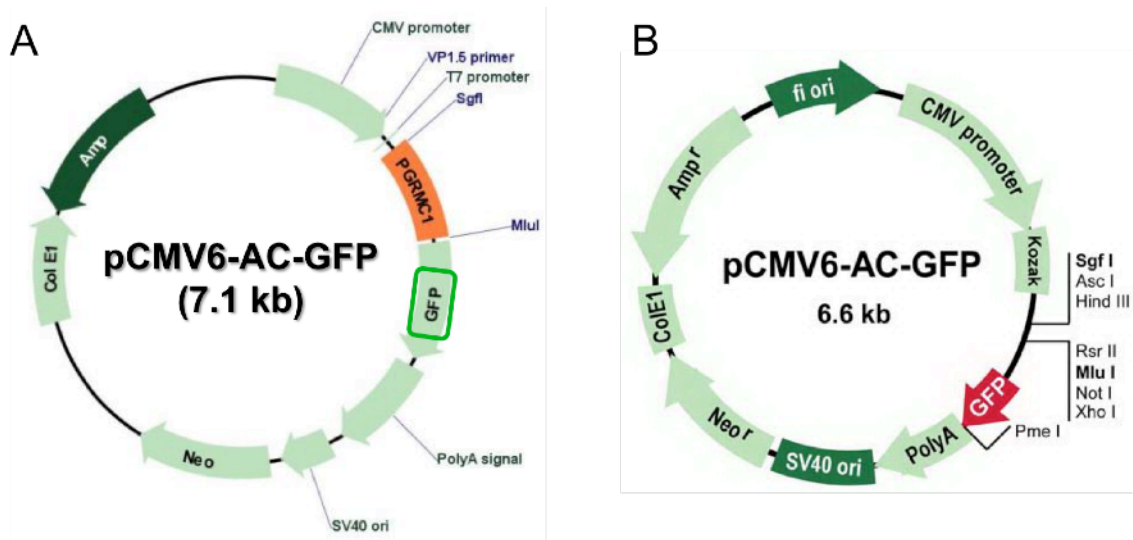 A
CMV promoter
VP1.5 primer
T7 promoter
SgfI
PGRMC1
MluI
GFP
PolyA signal
SV40 ori
Neo
Col E1
Amp
pCMV6-AC-GFP
(7.1 kb)
B
fi ori
CMV promoter
Kozak
Sgf I
Asc I
Hind III
Rsr II
Mlu I
Not I
Xho I
GFP
Pme I
PolyA
SV40 ori
Neo r
ColE1
Amp r
pCMV6-AC-GFP
6.6 kb